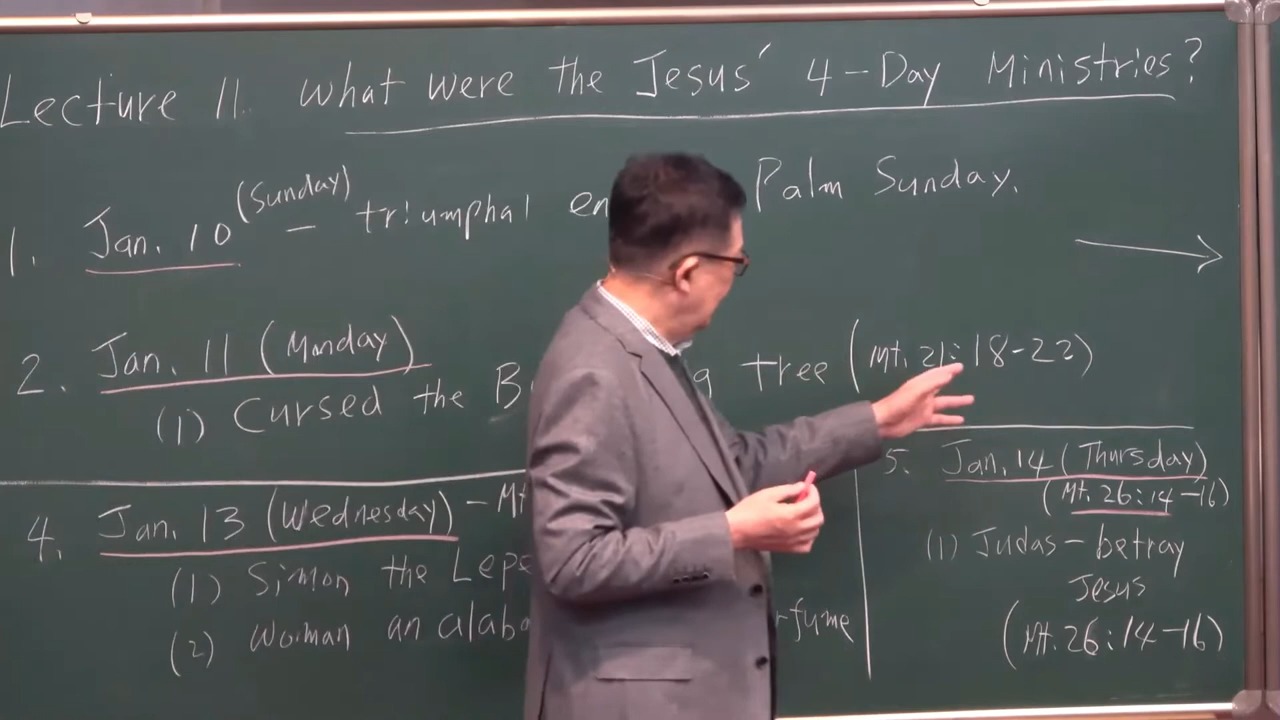 Lecture 11. What were the Jesus' 4-Day Ministries?
1. Jan. 10 (Sunday) - triumphal en Palm Sunday.
2. Jan. 11 (Monday)
(1) Cursed the B g tree (Mt. 21:18-22)
4. Jan. 13 (Wednesday) - Mt
(1) Simon the Lepe
(2) Woman an alaba rfume
5. Jan. 14 (Thursday)
(Mt. 26:14-16)
(1) Judas - betray
Jesus
(Mt. 26:14-16)